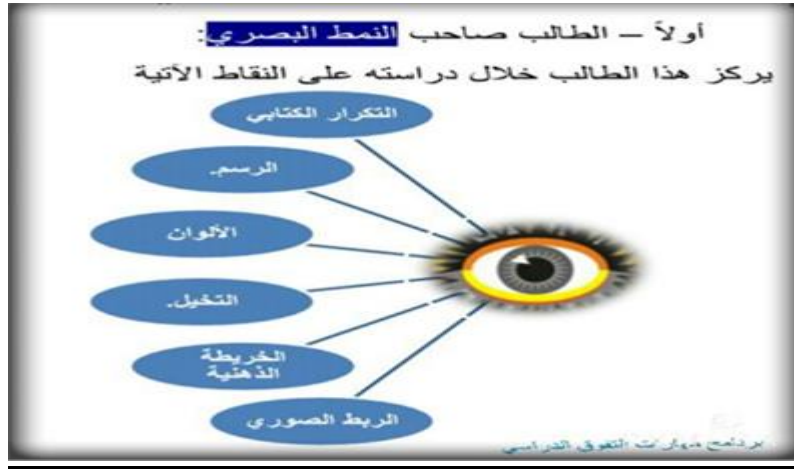 أولاً – الطالب صاحب النمط البصري:
يركز هذا الطالب خلال دراسته على النقاط الآتية
التكرار الكتابي
الرسم.
الألوان
التخيل.
الخريطة
الذهنية
الربط الصوري
برنامج مهارات التفوق الدراسي